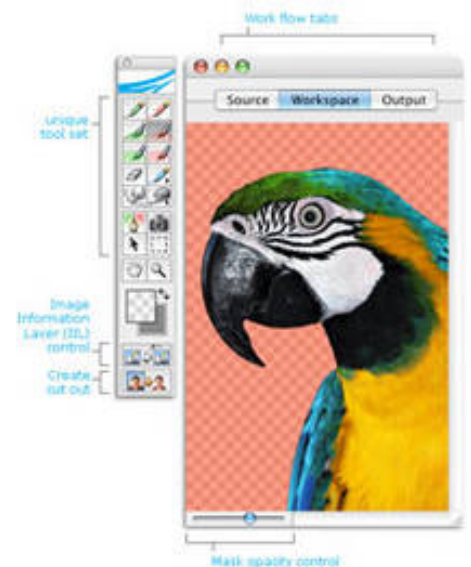 Work flow tabs
Source Workspace Output
unique
tool set
Image
Information
Layer (IIL)
control
Create
cut out
Mask opacity control